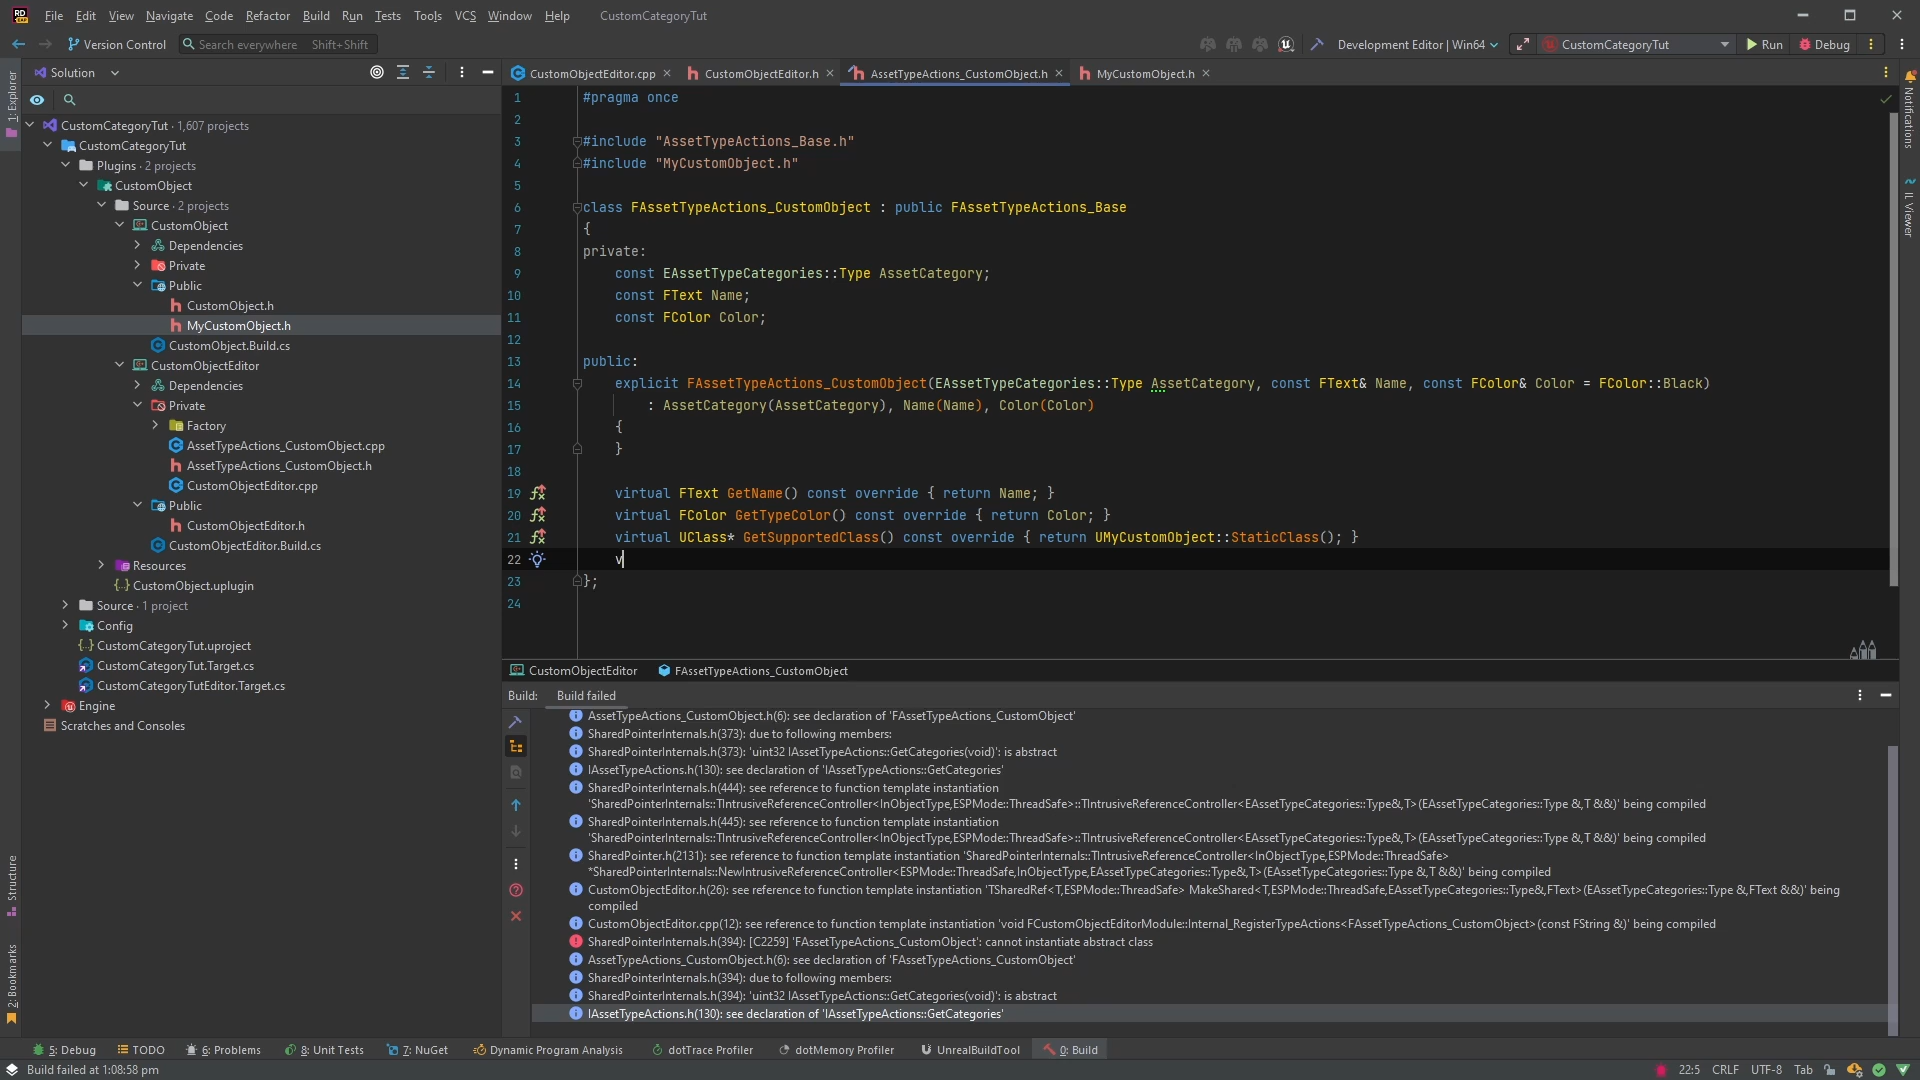 RD
File Edit View Navigate Code Refactor Build Run Tests Tools VCS Window Help CustomCategoryTut
Version Control Search everywhere Shift+Shift Development Editor | Win64 CustomCategoryTut Run Debug
Solution
1: Explorer
CustomCategoryTut · 1,607 projects
CustomCategoryTut
Plugins · 2 projects
CustomObject
Source · 2 projects
CustomObject
Dependencies
Private
Public
CustomObject.h
MyCustomObject.h
CustomObject.Build.cs
CustomObjectEditor
Dependencies
Private
Factory
AssetTypeActions_CustomObject.cpp
AssetTypeActions_CustomObject.h
CustomObjectEditor.cpp
Public
CustomObjectEditor.h
CustomObjectEditor.Build.cs
Resources
CustomObject.uplugin
Source · 1 project
Config
CustomCategoryTut.uproject
CustomCategoryTut.Target.cs
CustomCategoryTutEditor.Target.cs
Engine
Scratches and Consoles
Structure
2: Bookmarks
CustomObjectEditor.cpp CustomObjectEditor.h AssetTypeActions_CustomObject.h MyCustomObject.h
1 #pragma once
2
3 #include "AssetTypeActions_Base.h"
4 #include "MyCustomObject.h"
5
6 class FAssetTypeActions_CustomObject : public FAssetTypeActions_Base
7 {
8 private:
9 const EAssetTypeCategories::Type AssetCategory;
10 const FText Name;
11 const FColor Color;
12
13 public:
14 explicit FAssetTypeActions_CustomObject(EAssetTypeCategories::Type AssetCategory, const FText& Name, const FColor& Color = FColor::Black)
15 : AssetCategory(AssetCategory), Name(Name), Color(Color)
16 {
17 }
18
19 virtual FText GetName() const override { return Name; }
20 virtual FColor GetTypeColor() const override { return Color; }
21 virtual UClass* GetSupportedClass() const override { return UMyCustomObject::StaticClass(); }
22 v
23 };
24
Notifications
IL Viewer
CustomObjectEditor FAssetTypeActions_CustomObject
Build: Build failed
AssetTypeActions_CustomObject.h(6): see declaration of 'FAssetTypeActions_CustomObject'
SharedPointerInternals.h(373): due to following members:
SharedPointerInternals.h(373): 'uint32 IAssetTypeActions::GetCategories(void)': is abstract
IAssetTypeActions.h(130): see declaration of 'IAssetTypeActions::GetCategories'
SharedPointerInternals.h(444): see reference to function template instantiation
'SharedPointerInternals::TIntrusiveReferenceController<InObjectType,ESPMode::ThreadSafe>::TIntrusiveReferenceController<EAssetTypeCategories::Type&,T>(EAssetTypeCategories::Type &,T &&)' being compiled
SharedPointerInternals.h(445): see reference to function template instantiation
'SharedPointerInternals::TIntrusiveReferenceController<InObjectType,ESPMode::ThreadSafe>::TIntrusiveReferenceController<EAssetTypeCategories::Type&,T>(EAssetTypeCategories::Type &,T &&)' being compiled
SharedPointer.h(2131): see reference to function template instantiation 'SharedPointerInternals::TIntrusiveReferenceController<InObjectType,ESPMode::ThreadSafe>
*SharedPointerInternals::NewIntrusiveReferenceController<ESPMode::ThreadSafe,InObjectType,EAssetTypeCategories::Type&,T>(EAssetTypeCategories::Type &,T &&)' being compiled
CustomObjectEditor.h(26): see reference to function template instantiation 'TSharedRef<T,ESPMode::ThreadSafe> MakeShared<T,ESPMode::ThreadSafe,EAssetTypeCategories::Type&,FText>(EAssetTypeCategories::Type &,FText &&)' being
compiled
CustomObjectEditor.cpp(12): see reference to function template instantiation 'void FCustomObjectEditorModule::Internal_RegisterTypeActions<FAssetTypeActions_CustomObject>(const FString &)' being compiled
SharedPointerInternals.h(394): [C2259] 'FAssetTypeActions_CustomObject': cannot instantiate abstract class
AssetTypeActions_CustomObject.h(6): see declaration of 'FAssetTypeActions_CustomObject'
SharedPointerInternals.h(394): due to following members:
SharedPointerInternals.h(394): 'uint32 IAssetTypeActions::GetCategories(void)': is abstract
IAssetTypeActions.h(130): see declaration of 'IAssetTypeActions::GetCategories'
5: Debug TODO 6: Problems 8: Unit Tests 7: NuGet Dynamic Program Analysis dotTrace Profiler dotMemory Profiler UnrealBuildTool 0: Build
Build failed at 1:08:58 pm 22:5 CRLF UTF-8 Tab